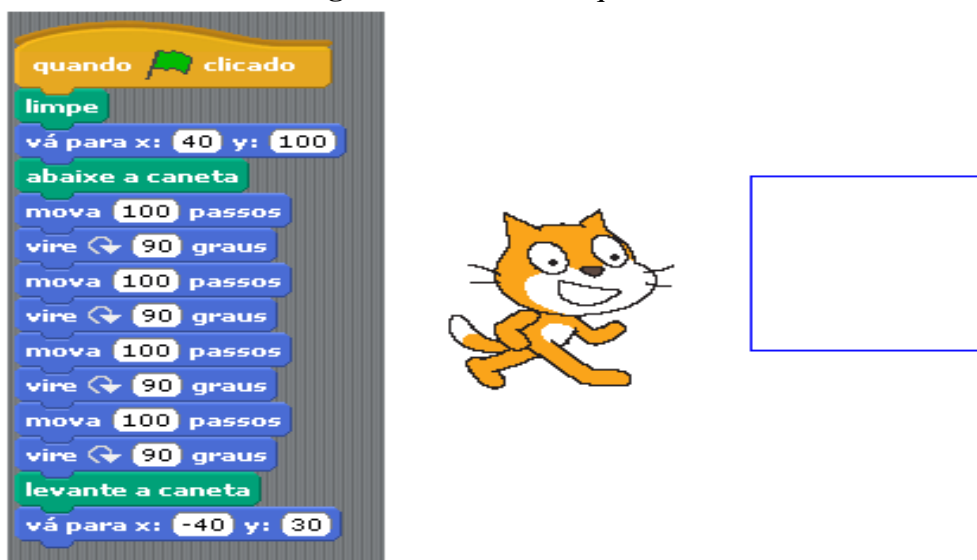 quando clicado
limpe
vá para x: 40 y: 100
abaixe a caneta
mova 100 passos
vire 90 graus
mova 100 passos
vire 90 graus
mova 100 passos
vire 90 graus
mova 100 passos
vire 90 graus
levante a caneta
vá para x: -40 y: 30